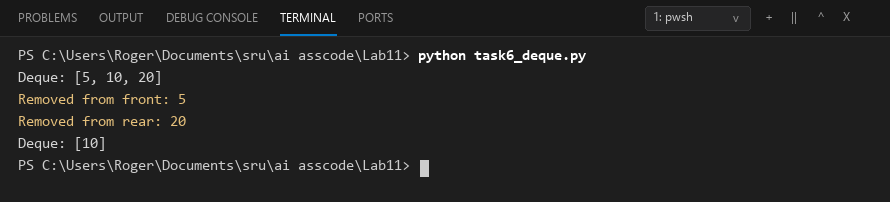 PROBLEMS OUTPUT DEBUG CONSOLE TERMINAL PORTS 1: pwsh v + || ^ X
PS C:\Users\Roger\Documents\sru\ai asscode\Lab11> python task6_deque.py
Deque: [5, 10, 20]
Removed from front: 5
Removed from rear: 20
Deque: [10]
PS C:\Users\Roger\Documents\sru\ai asscode\Lab11>